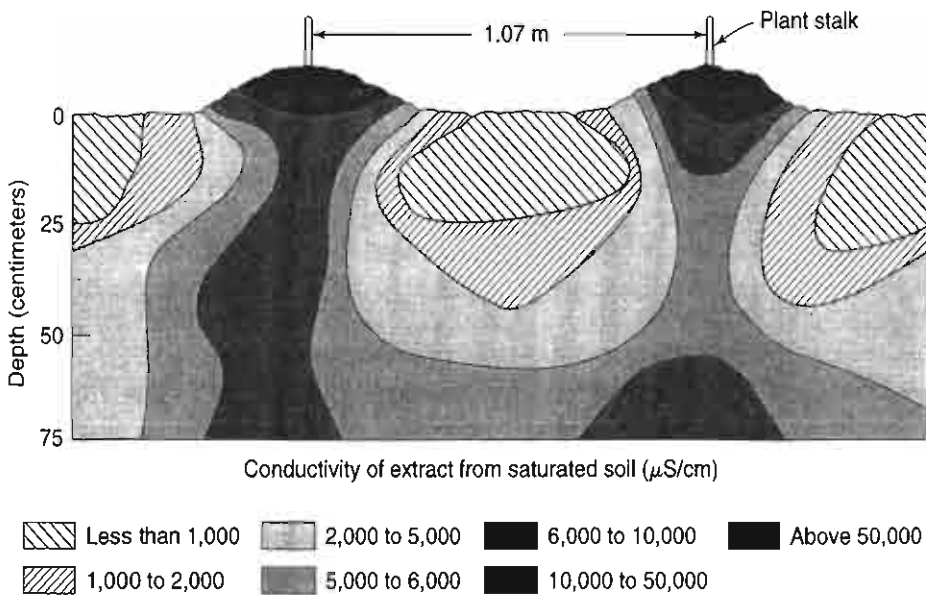 1.07 m
Plant stalk
0
25
50
75
Depth (centimeters)
Conductivity of extract from saturated soil (μS/cm)
Less than 1,000
2,000 to 5,000
6,000 to 10,000
Above 50,000
1,000 to 2,000
5,000 to 6,000
10,000 to 50,000